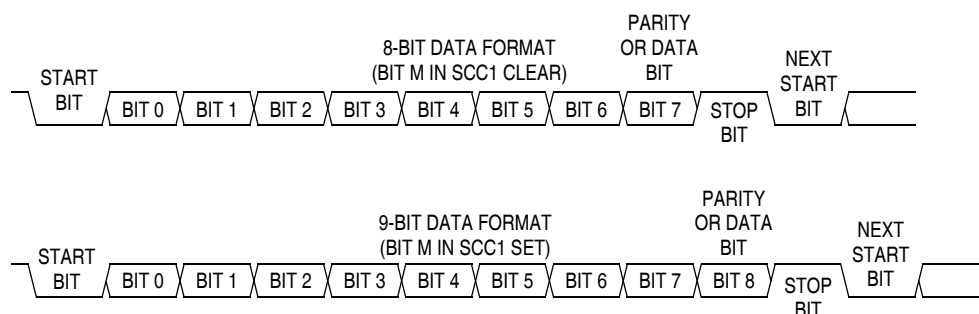 PARITY
OR DATA
BIT
8-BIT DATA FORMAT
(BIT M IN SCC1 CLEAR)
NEXT
START
BIT
START
BIT
BIT 0 BIT 1 BIT 2 BIT 3 BIT 4 BIT 5 BIT 6 BIT 7
STOP
BIT
PARITY
OR DATA
BIT
9-BIT DATA FORMAT
(BIT M IN SCC1 SET)
NEXT
START
BIT
START
BIT
BIT 0 BIT 1 BIT 2 BIT 3 BIT 4 BIT 5 BIT 6 BIT 7 BIT 8
STOP
BIT